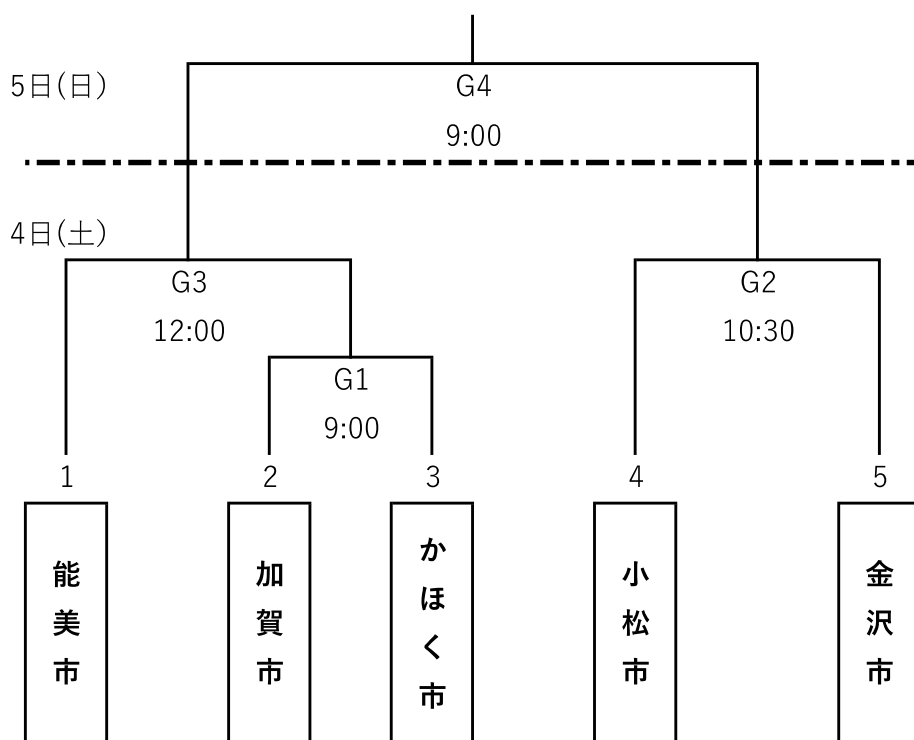 5日(日)
G4
9:00
4日(土)
G3
12:00
G2
10:30
G1
9:00
1
2
3
4
5
能美市
加賀市
かほく市
小松市
金沢市